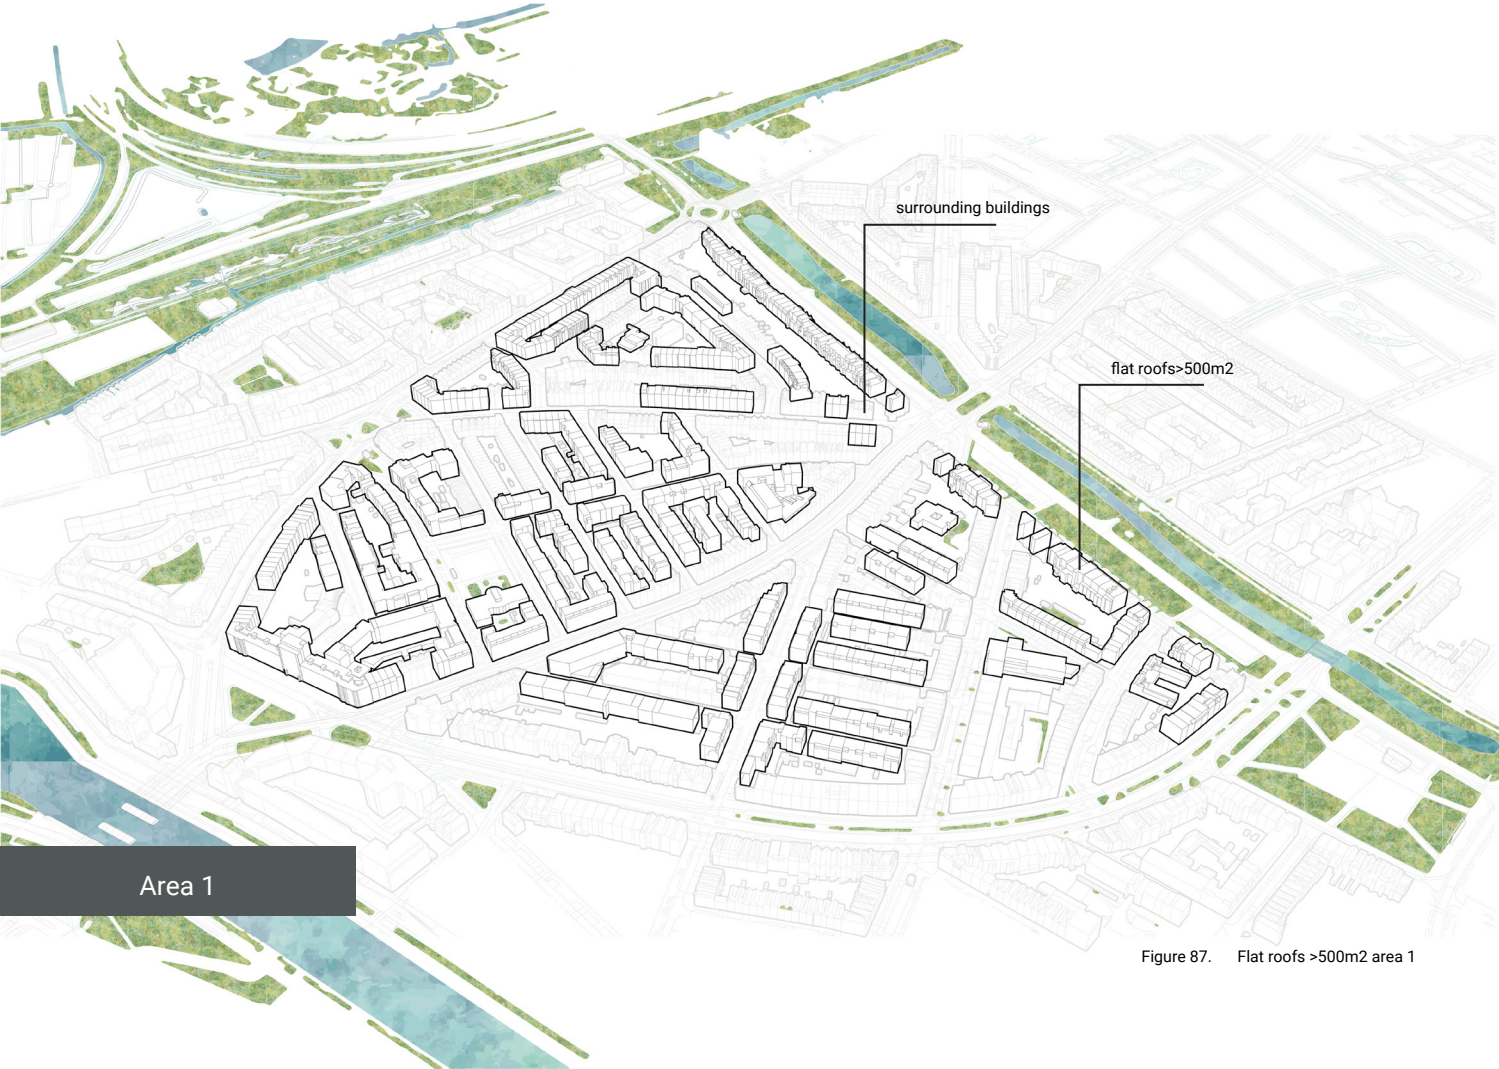 surrounding buildings
flat roofs>500m2
Area 1
Figure 87. Flat roofs >500m2 area 1